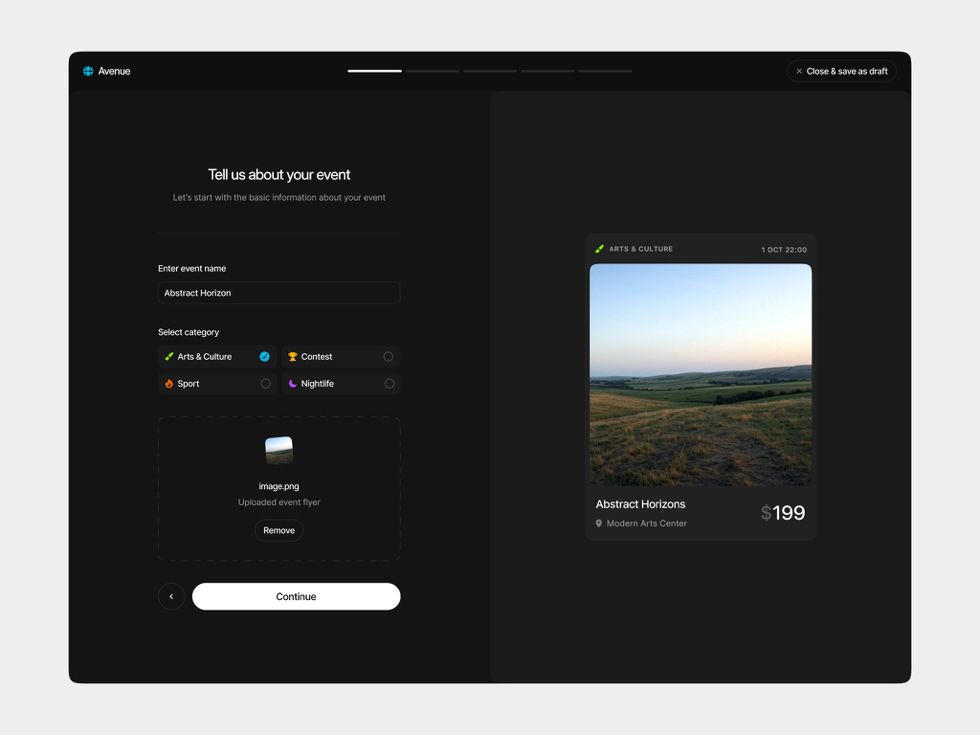 Avenue
Close & save as draft
Tell us about your event
Let's start with the basic information about your event
Enter event name
Abstract Horizon
Select category
Arts & Culture
Contest
Sport
Nightlife
image.png
Uploaded event flyer
Remove
Continue
ARTS & CULTURE
1 OCT 22:00
Abstract Horizons
Modern Arts Center
$199